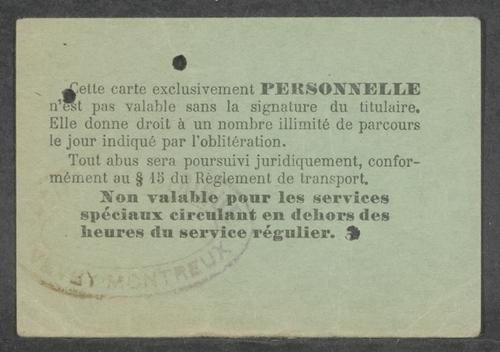 Cette carte exclusivement PERSONNELLE
n'est pas valable sans la signature du titulaire.
Elle donne droit à un nombre illimité de parcours
le jour indiqué par l'oblitération.
Tout abus sera poursuivi juridiquement, confor-
mément au § 15 du Règlement de transport.
Non valable pour les services
spéciaux circulant en dehors des
heures du service régulier.
VEVEY-MONTREUX